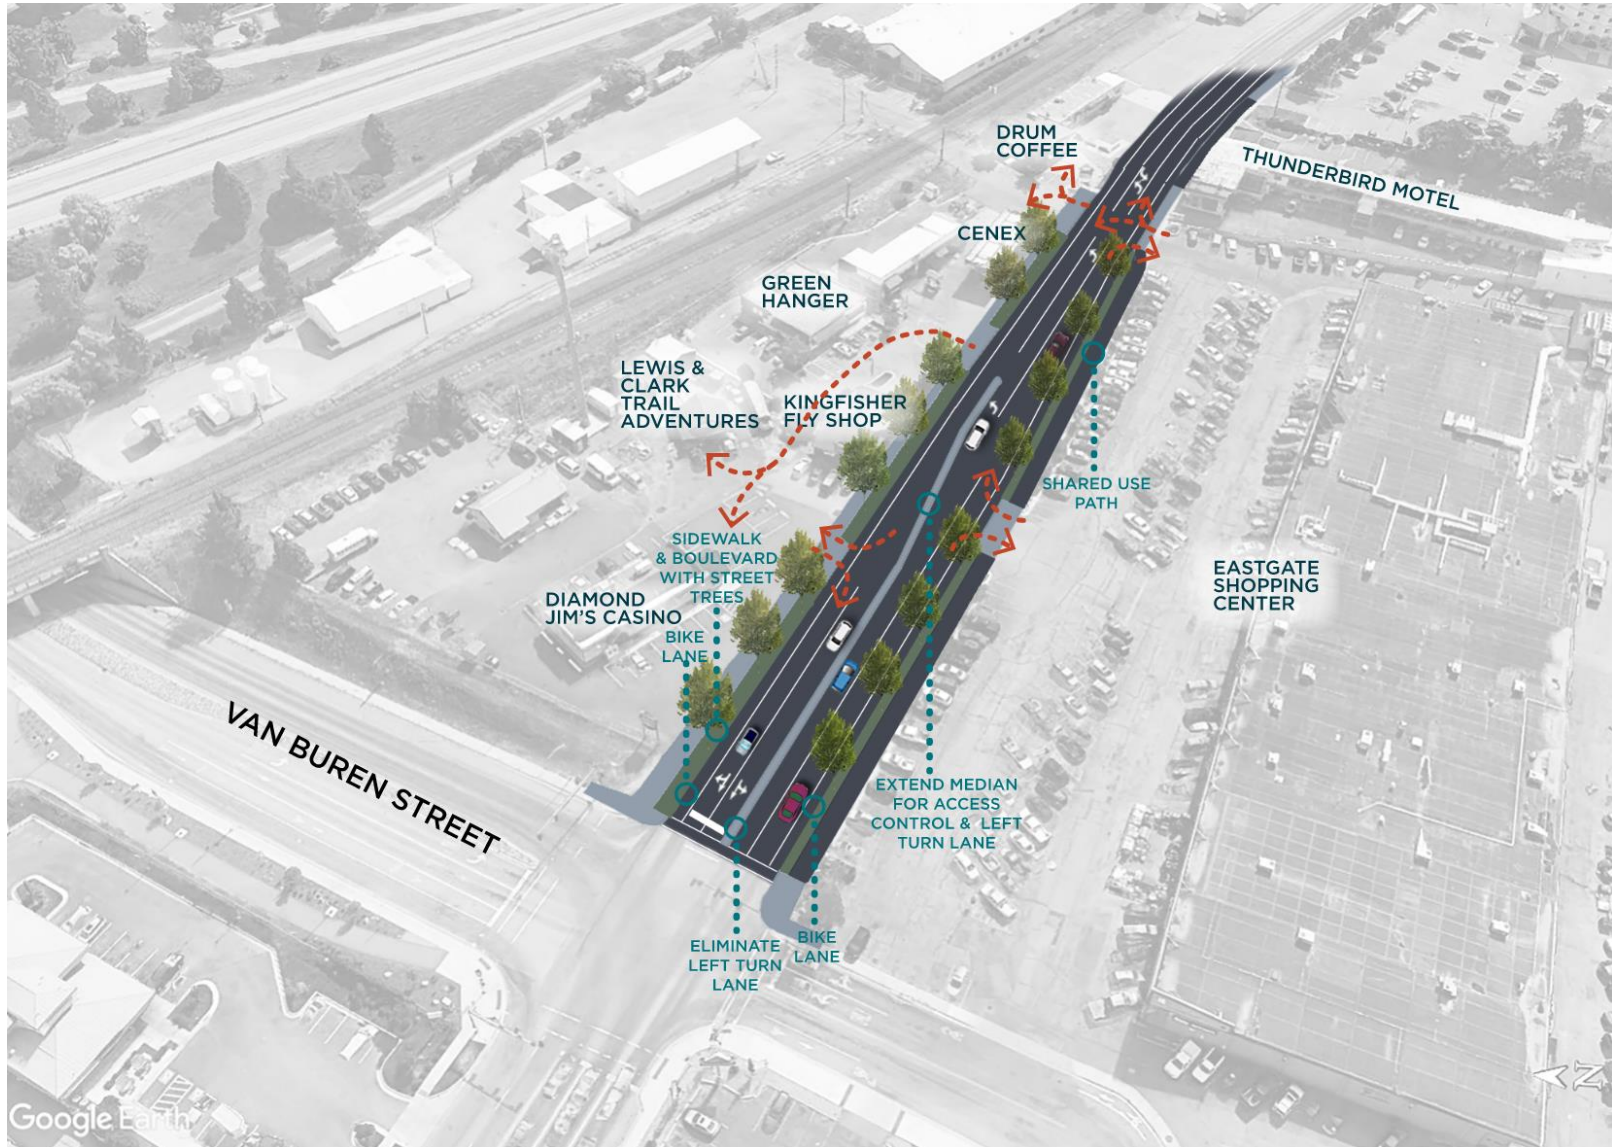 DRUM
COFFEE
THUNDERBIRD MOTEL
CENEX
GREEN
HANGER
LEWIS &
CLARK
TRAIL
ADVENTURES
KINGFISHER
FLY SHOP
SHARED USE
PATH
SIDEWALK
& BOULEVARD
WITH STREET
TREES
DIAMOND
JIM'S CASINO
BIKE
LANE
EASTGATE
SHOPPING
CENTER
VAN BUREN STREET
EXTEND MEDIAN
FOR ACCESS
CONTROL & LEFT
TURN LANE
ELIMINATE
LEFT TURN
LANE
BIKE
LANE
N
Google Earth